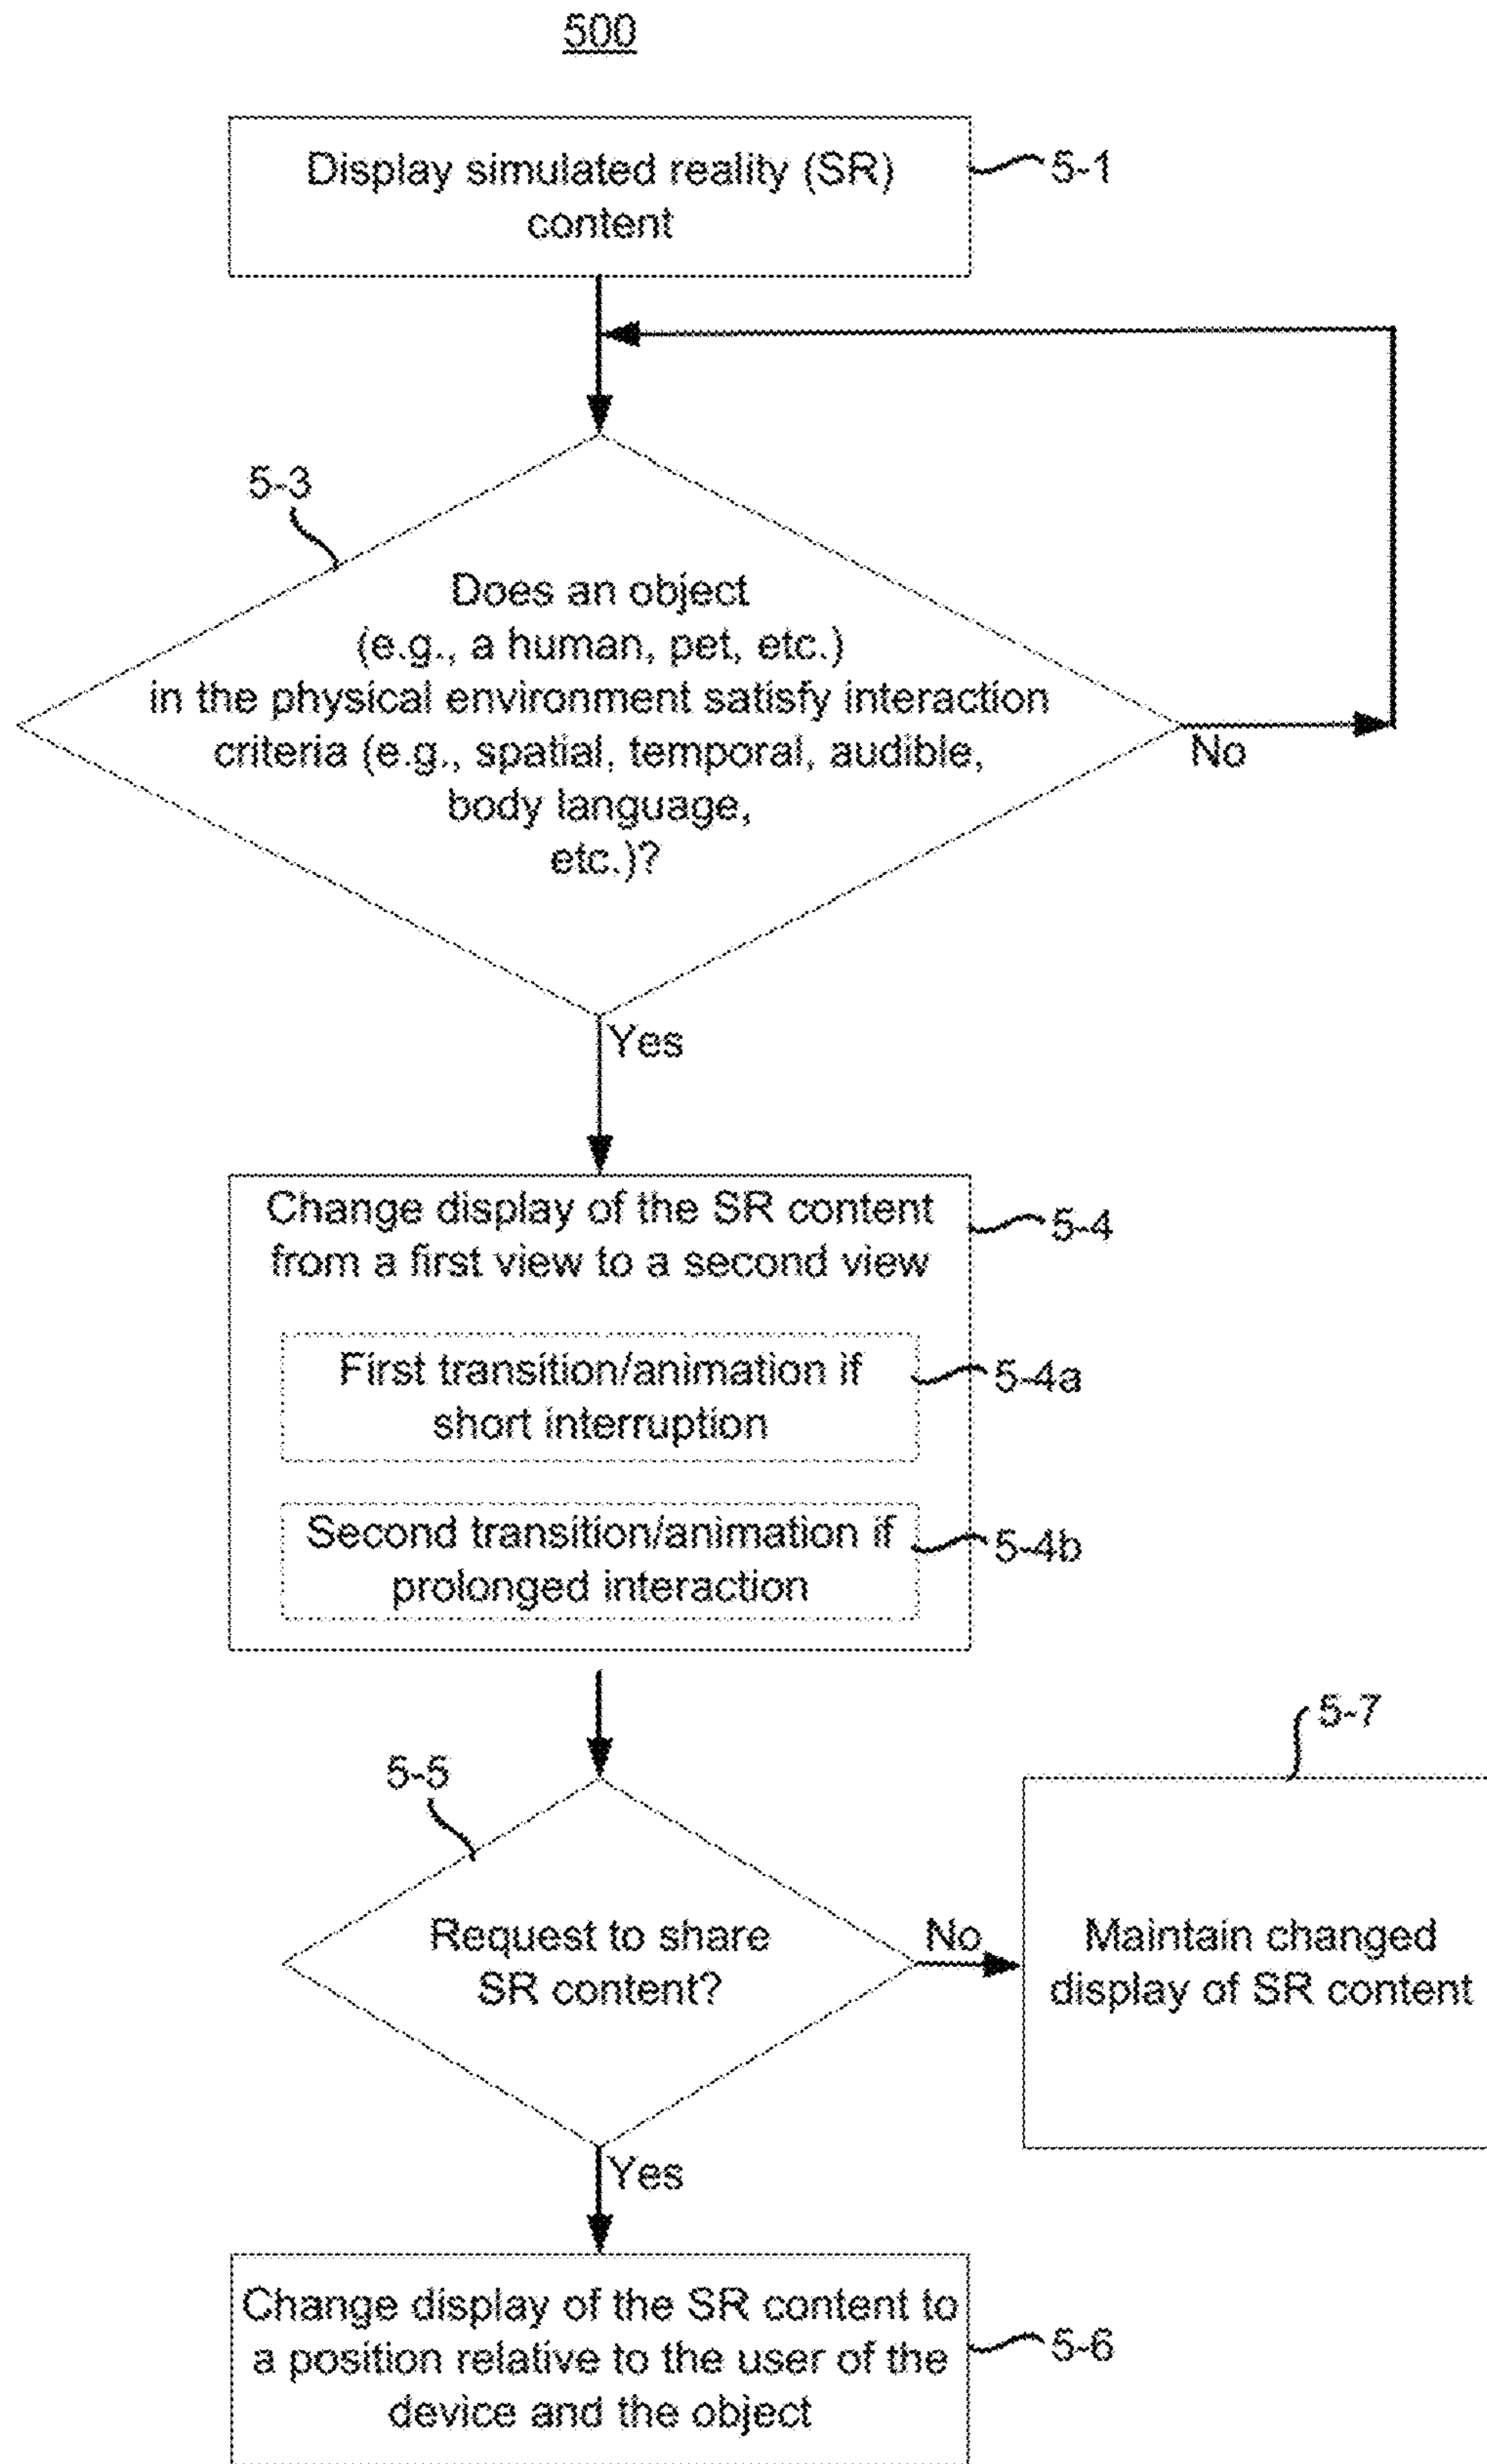 500
Display simulated reality (SR)
content
5-1
5-3
Does an object
(e.g., a human, pet, etc.)
in the physical environment satisfy interaction
criteria (e.g., spatial, temporal, audible,
body language,
etc.)?
No
Yes
Change display of the SR content
from a first view to a second view
5-4
First transition/animation if
short interruption
5-4a
Second transition/animation if
prolonged interaction
5-4b
5-5
Request to share
SR content?
No
5-7
Maintain changed
display of SR content
Yes
Change display of the SR content to
a position relative to the user of the
device and the object
5-6